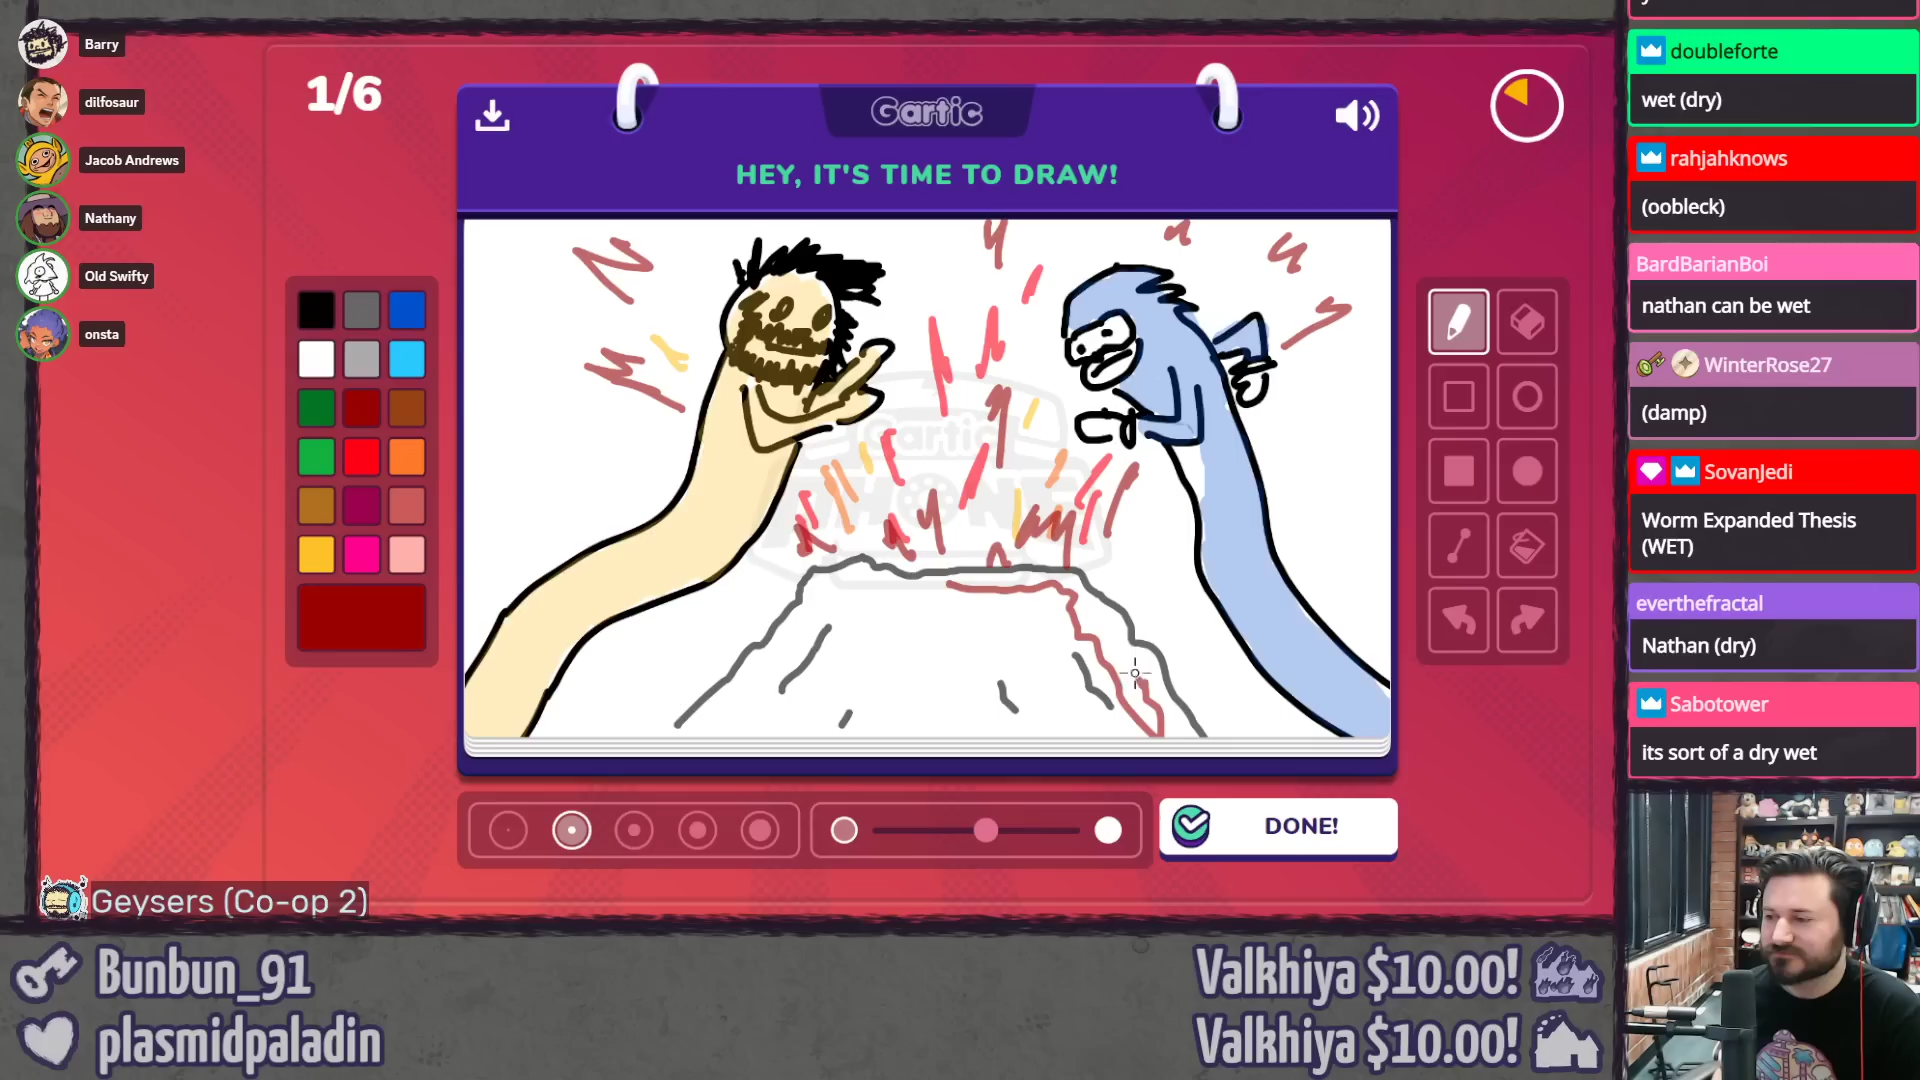 Barry
dilfosaur
Jacob Andrews
Nathany
Old Swifty
onsta
1/6
Gartic
HEY, IT'S TIME TO DRAW!
Gartic
PHONE
DONE!
Geysers (Co-op 2)
Bunbun_91
plasmidpaladin
Valkhiya $10.00!
Valkhiya $10.00!
doubleforte
wet (dry)
rahjahknows
(oobleck)
BardBarianBoi
nathan can be wet
WinterRose27
(damp)
SovanJedi
Worm Expanded Thesis
(WET)
everthefractal
Nathan (dry)
Sabotower
its sort of a dry wet